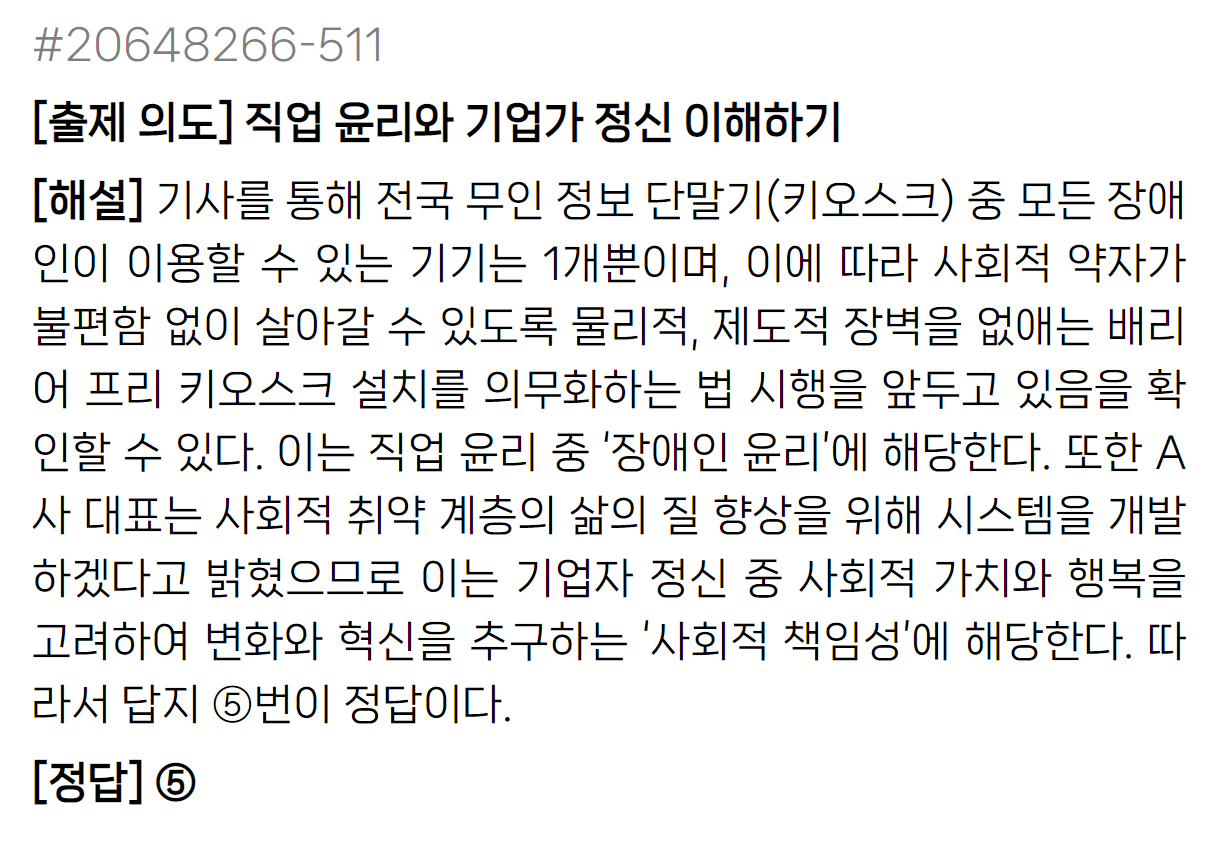 #20648266-511
[출제 의도] 직업 윤리와 기업가 정신 이해하기
[해설] 기사를 통해 전국 무인 정보 단말기(키오스크) 중 모든 장애
인이 이용할 수 있는 기기는 1개뿐이며, 이에 따라 사회적 약자가
불편함 없이 살아갈 수 있도록 물리적, 제도적 장벽을 없애는 배리
어 프리 키오스크 설치를 의무화하는 법 시행을 앞두고 있음을 확
인할 수 있다. 이는 직업 윤리 중 '장애인 윤리'에 해당한다. 또한 A
사 대표는 사회적 취약 계층의 삶의 질 향상을 위해 시스템을 개발
하겠다고 밝혔으므로 이는 기업자 정신 중 사회적 가치와 행복을
고려하여 변화와 혁신을 추구하는 '사회적 책임성'에 해당한다. 따
라서 답지 ⑤번이 정답이다.
[정답] ⑤